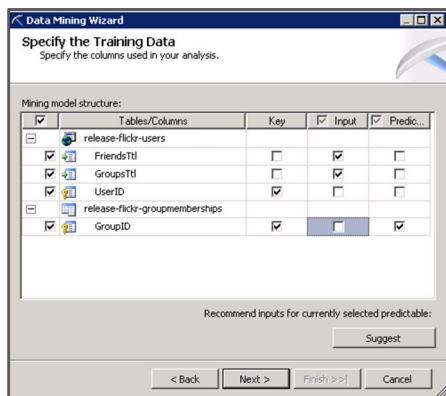 Data Mining Wizard
Specify the Training Data
Specify the columns used in your analysis.
Mining model structure:
Tables/Columns Key Input Predic...
release-flickr-users
FriendsTtl
GroupsTtl
UserID
release-flickr-groupmemberships
GroupID
Recommend inputs for currently selected predictable:
Suggest
< Back Next > Finish >>| Cancel